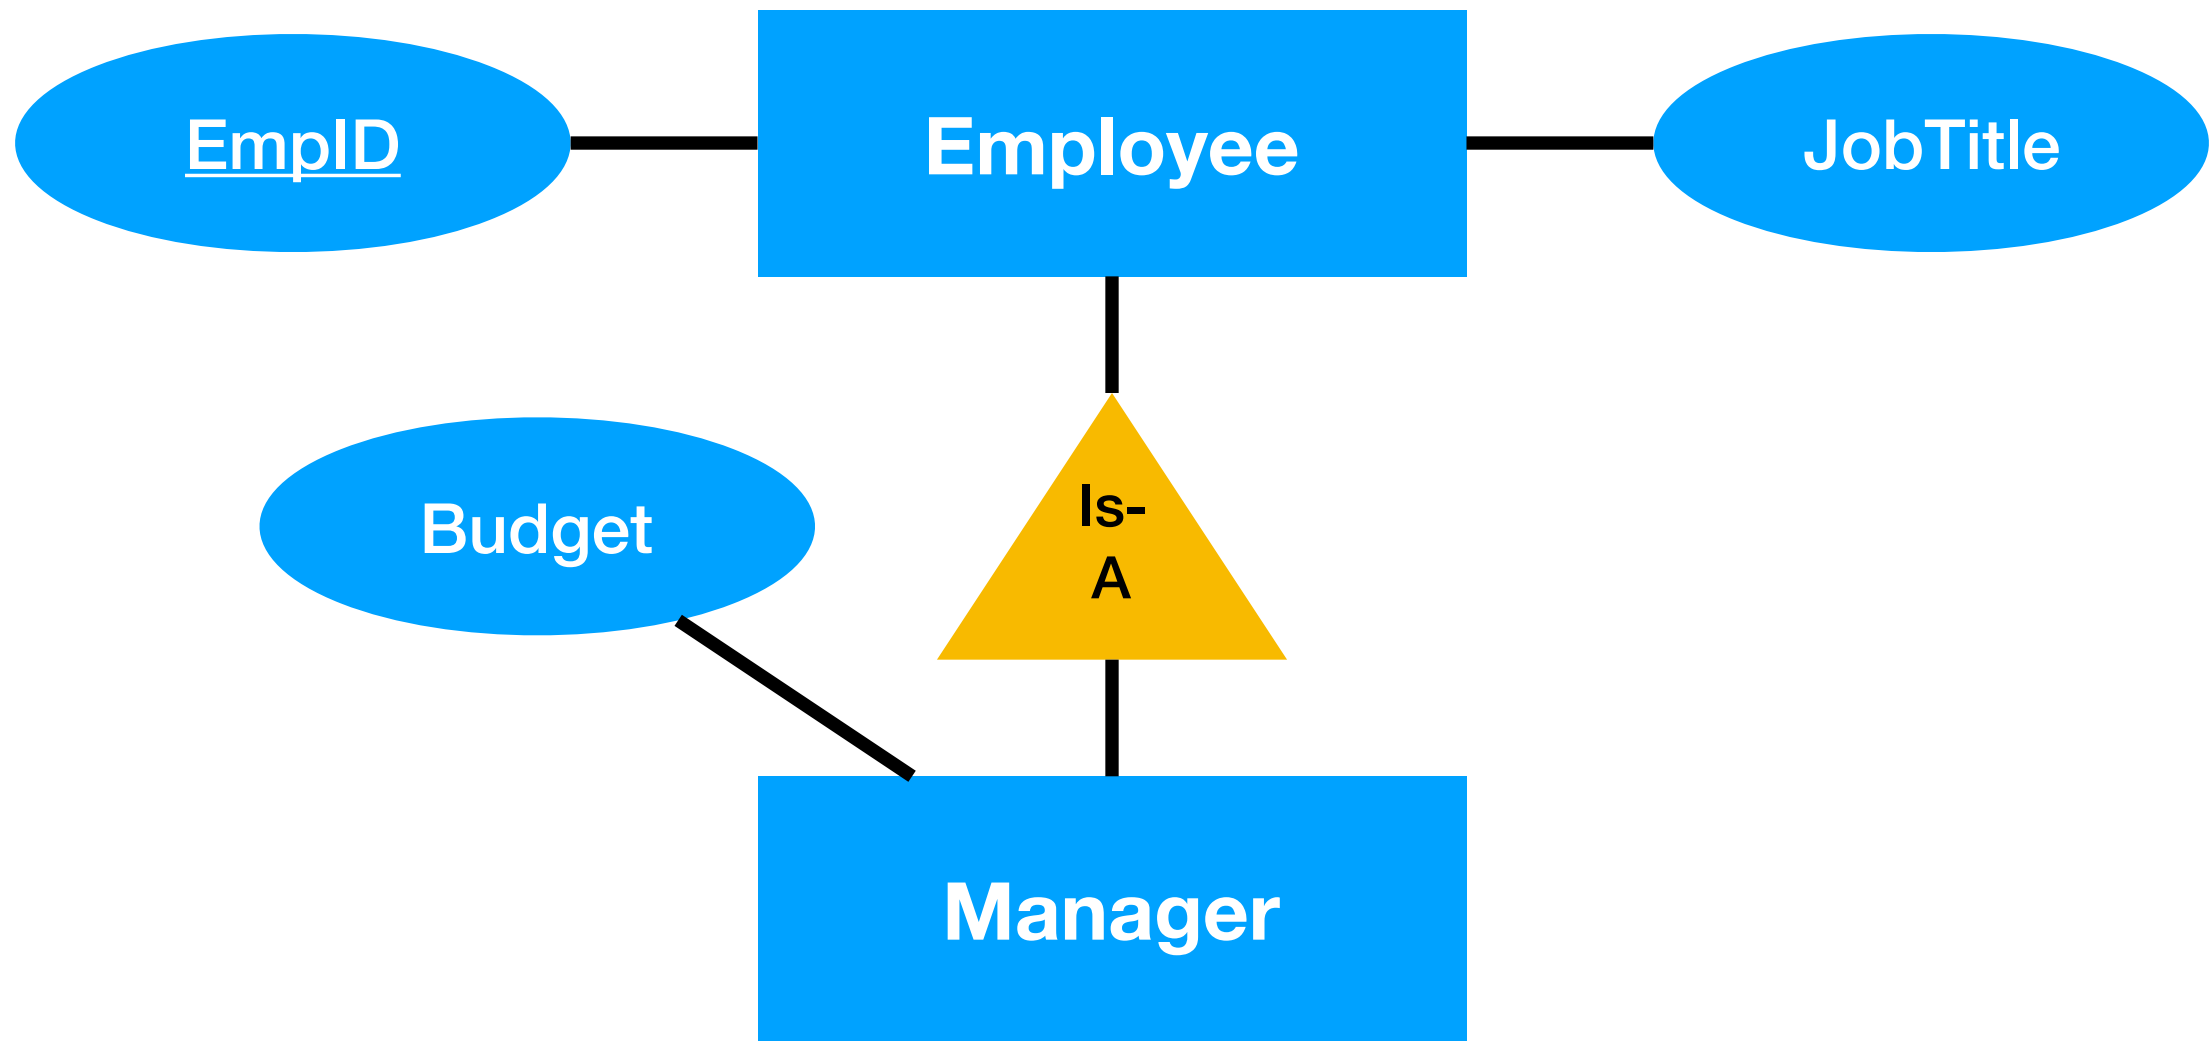 EmpID
Employee
JobTitle
Budget
Is-
A
Manager